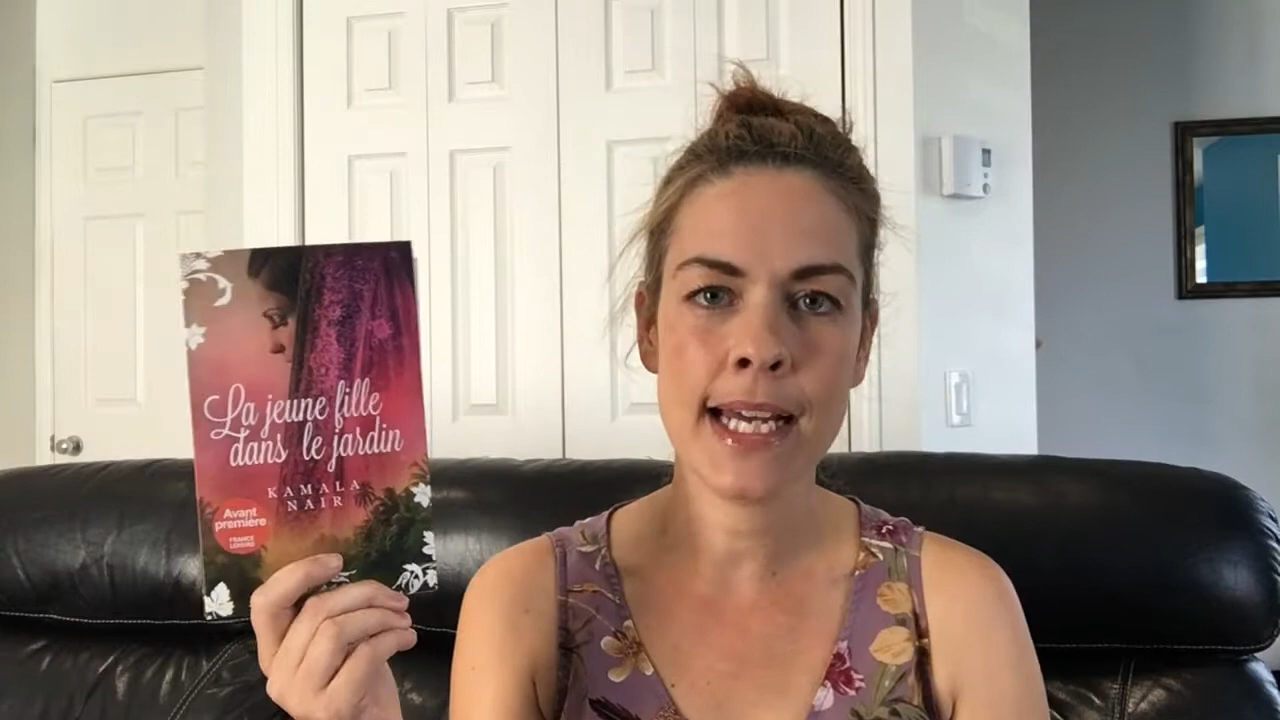 La jeune fille
dans le jardin
KAMALA
NAIR
Avant
première
FRANCE
LOISIRS